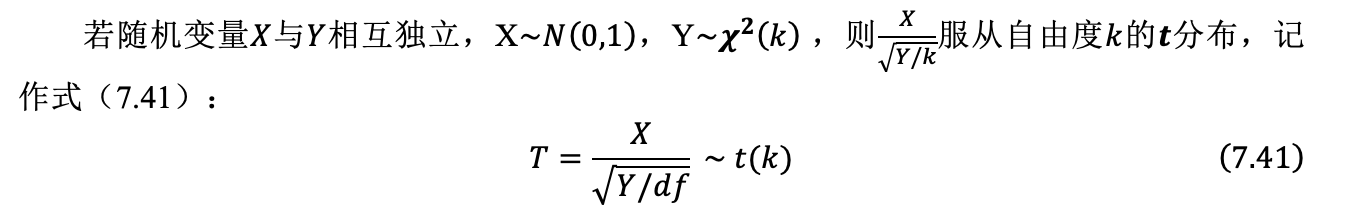 若随机变量X与Y相互独立，X~N(0,1)，Y~χ²(k)，则X/√(Y/k)服从自由度k的t分布，记
作式（7.41）：
T = X/√(Y/df) ~ t(k) (7.41)